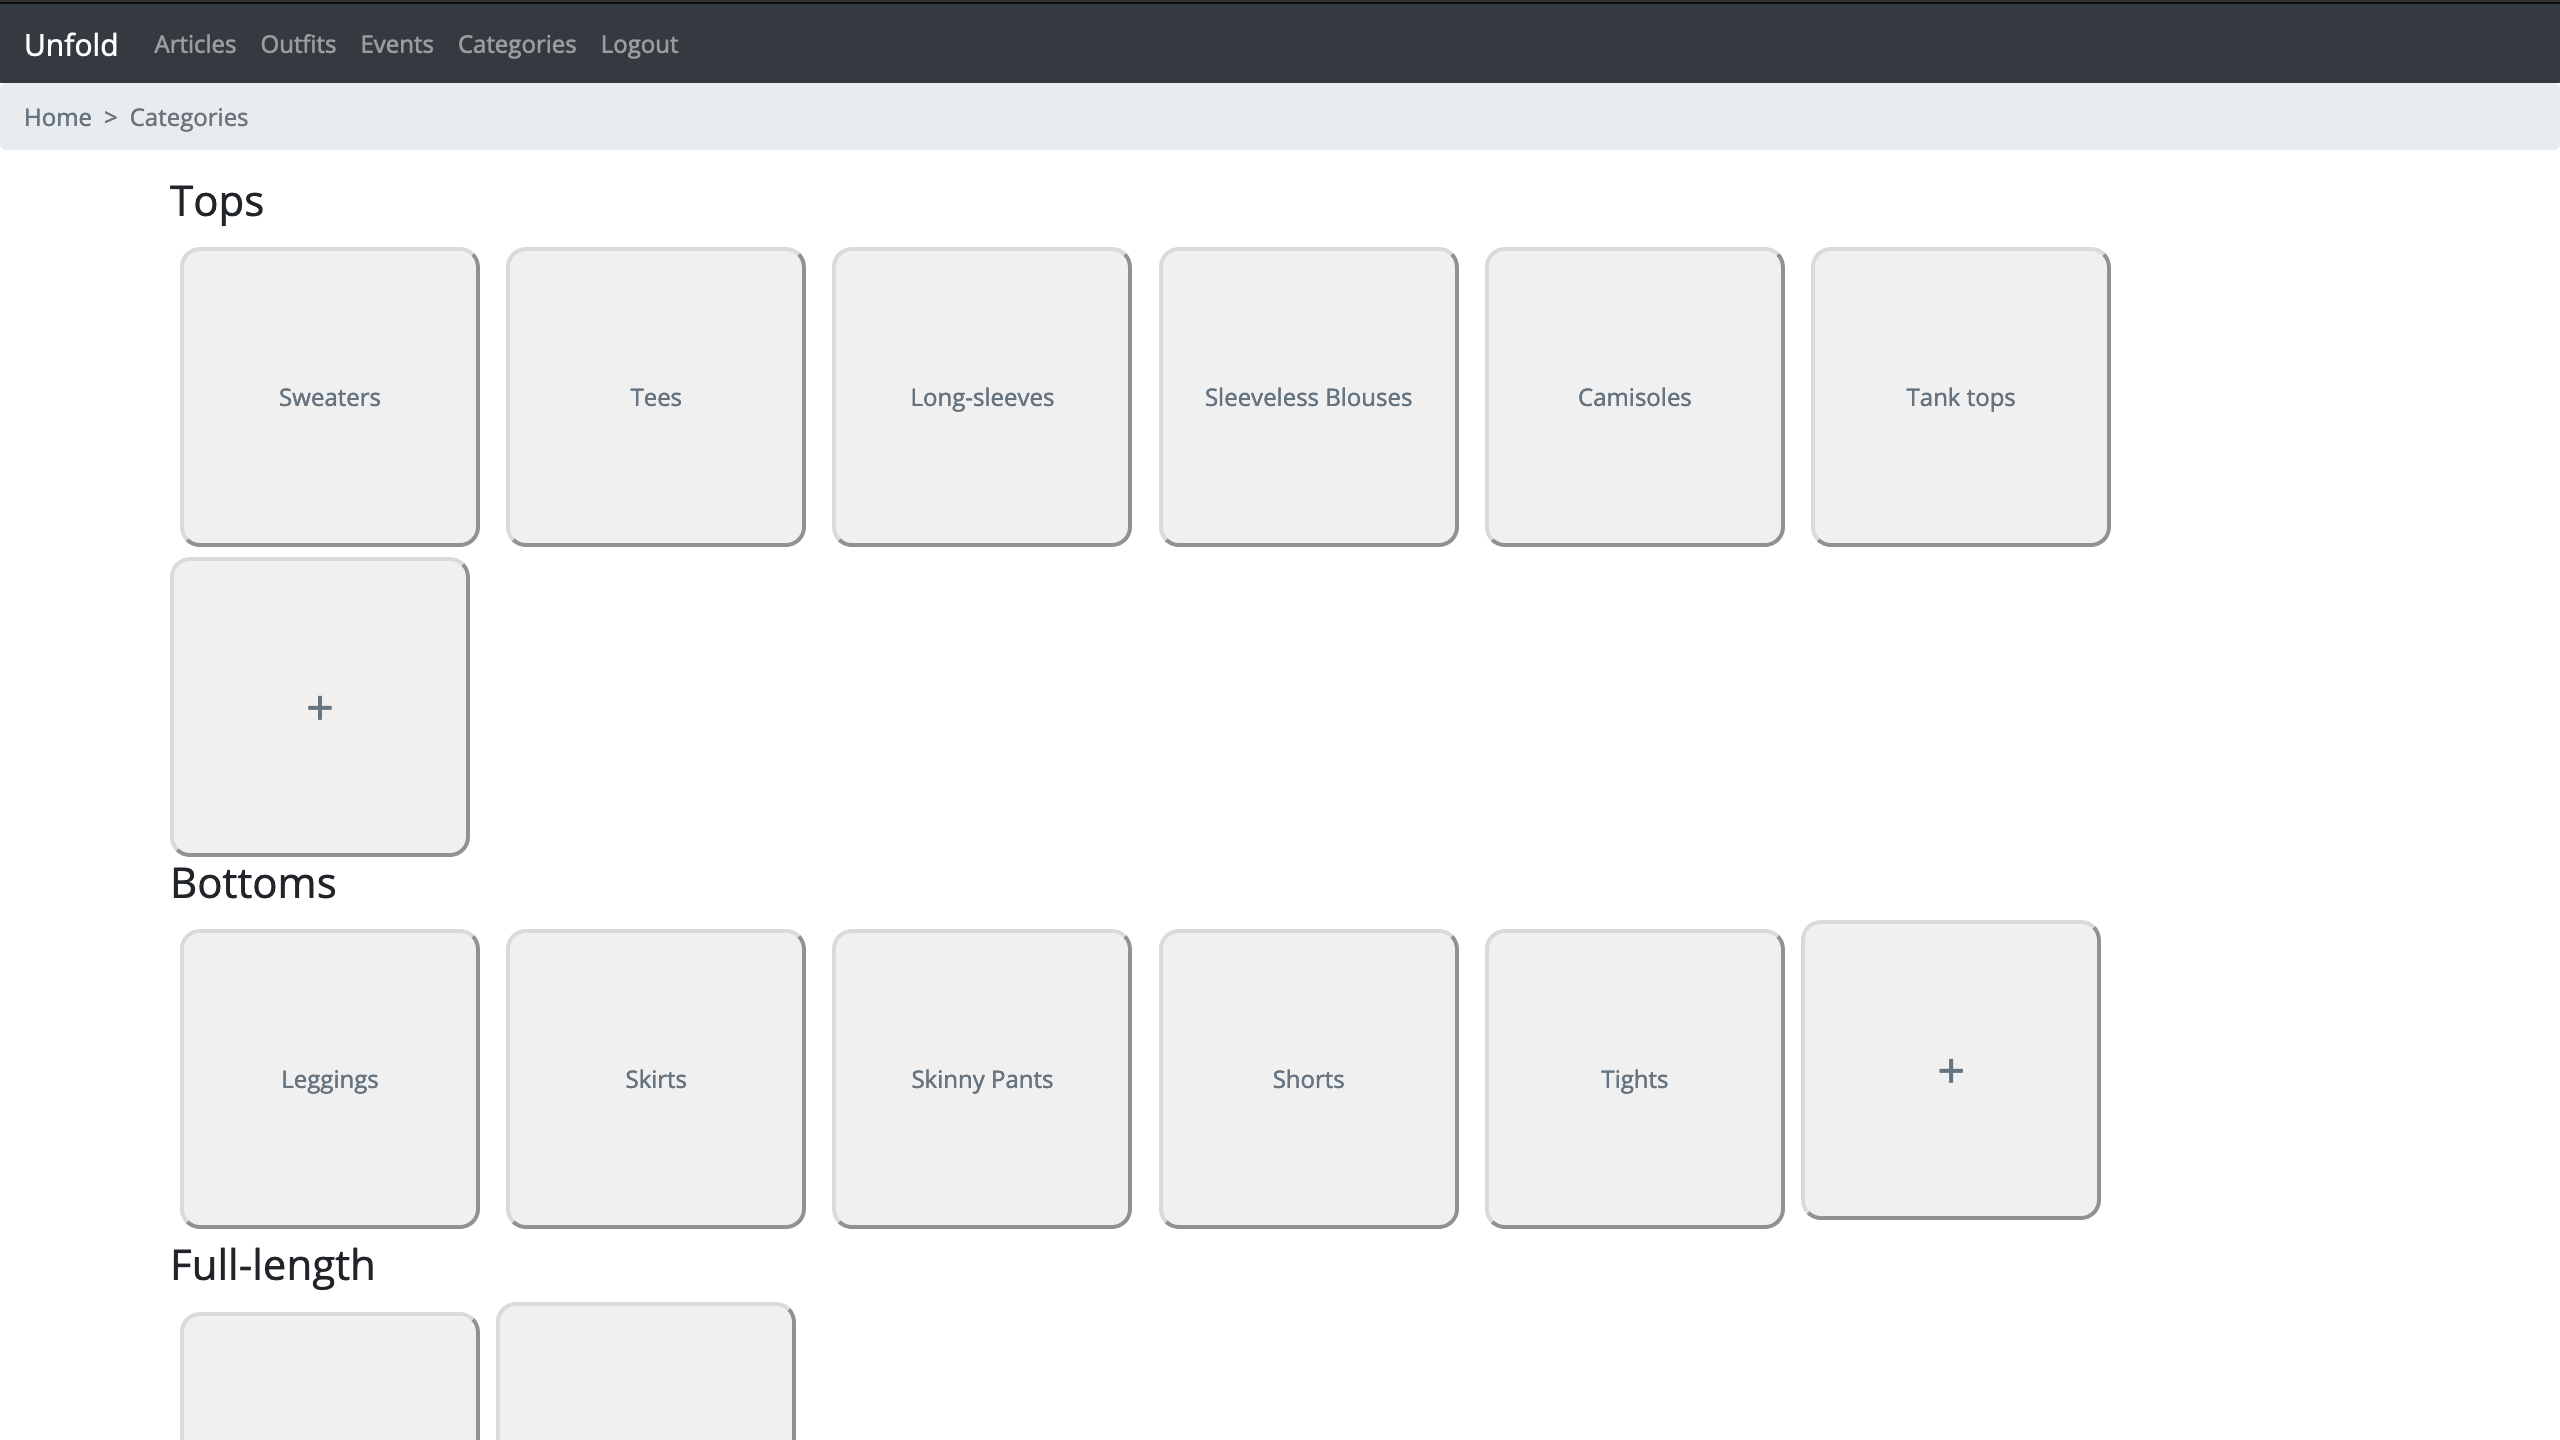 Unfold Articles Outfits Events Categories Logout
Home > Categories
Tops
Sweaters Tees Long-sleeves Sleeveless Blouses Camisoles Tank tops
+
Bottoms
Leggings Skirts Skinny Pants Shorts Tights +
Full-length